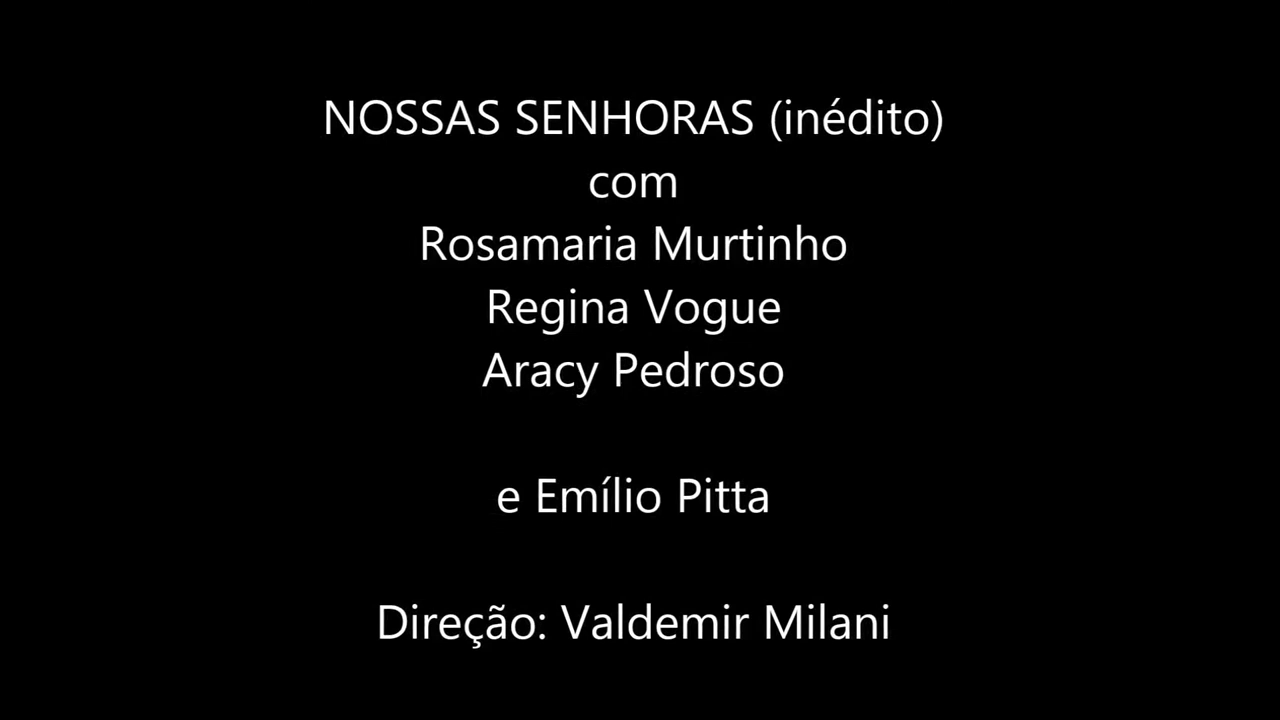 NOSSAS SENHORAS (inédito)
com
Rosamaria Murtinho
Regina Vogue
Aracy Pedroso
e Emílio Pitta
Direção: Valdemir Milani